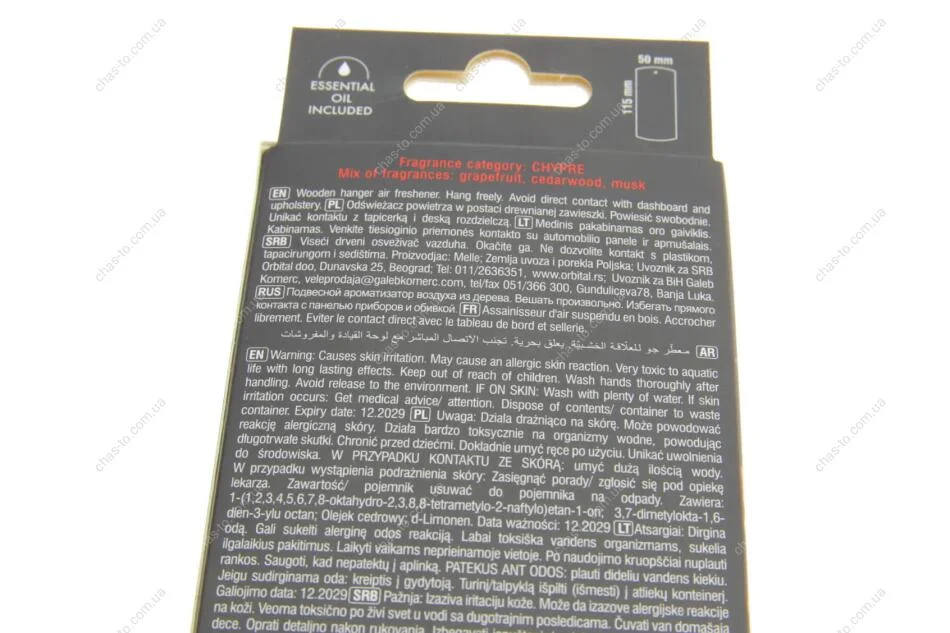 ESSENTIAL
OIL
INCLUDED
50 mm
115 mm
Fragrance category: CHYPRE
Mix of fragrances: grapefruit, cedarwood, musk
EN Wooden hanger air freshener. Hang freely. Avoid direct contact with dashboard and
upholstery. PL Odświeżacz powietrza w postaci drewnianej zawieszki. Powiesić swobodnie.
Unikać kontaktu z tapicerką i deską rozdzielczą. LT Medinis pakabinamas oro gaiviklis.
Kabinamas. Venkite tiesioginio priemonės kontakto su automobilio panele ir apmušalais.
SRB Viseći drveni osveživač vazduha. Okačite ga. Ne dozvolite kontakt s plastikom,
tapacirungom i sedištima. Proizvodjac: Melle; Zemlja uvoza i porekla Poljska; Uvoznik za SRB
Orbital doo, Dunavska 25, Beograd; Tel: 011/2636351, www.orbital.rs; Uvoznik za BiH Galeb
Komerc, veleprodaja@galebkomerc.com, tel/fax 051/366 300, Gunduliceva78, Banja Luka.
RUS Подвесной ароматизатор воздуха из дерева. Вешать произвольно. Избегать прямого
контакта с панелью приборов и обивкой. FR Assainisseur d'air suspendu en bois. Accrocher
librement. Eviter le contact direct avec le tableau de bord et sellerie.
AR معطر جو للعلاقة الخشبية. يعلق بحرية. تجنب الاتصال المباشر مع لوحة القيادة والمفروشات
EN Warning: Causes skin irritation. May cause an allergic skin reaction. Very toxic to aquatic
life with long lasting effects. Keep out of reach of children. Wash hands thoroughly after
handling. Avoid release to the environment. IF ON SKIN: Wash with plenty of water. If skin
irritation occurs: Get medical advice/ attention. Dispose of contents/ container to waste
container. Expiry date: 12.2029 PL Uwaga: Działa drażniąco na skórę. Może powodować
reakcję alergiczną skóry. Działa bardzo toksycznie na organizmy wodne, powodując
długotrwałe skutki. Chronić przed dziećmi. Dokładnie umyć ręce po użyciu. Unikać uwolnienia
do środowiska. W PRZYPADKU KONTAKTU ZE SKÓRĄ: umyć dużą ilością wody.
W przypadku wystąpienia podrażnienia skóry: Zasięgnąć porady/ zgłosić się pod opiekę
lekarza. Zawartość/ pojemnik usuwać do pojemnika na odpady. Zawiera:
1-(1,2,3,4,5,6,7,8-oktahydro-2,3,8,8-tetrametylo-2-naftylo)etan-1-on; 3,7-dimetylokta-1,6-
dien-3-ylu octan; Olejek cedrowy; d-Limonen. Data ważności: 12.2029 LT Atsargiai: Dirgina
odą. Gali sukelti alerginę odos reakciją. Labai toksiška vandens organizmams, sukelia
ilgalaikius pakitimus. Laikyti vaikams neprieinamoje vietoje. Po naudojimo kruopščiai nuplauti
rankos. Saugoti, kad nepatektų į aplinką. PATEKUS ANT ODOS: plauti dideliu vandens kiekiu.
Jeigu sudirginama oda: kreiptis į gydytoją. Turinį/talpyklą išpilti (išmesti) į atliekų konteinerį.
Galiojimo data: 12.2029 SRB Pažnja: Izaziva iritaciju kože. Može da izazove alergijske reakcije
na koži. Veoma toksično po živi svet u vodi sa dugotrajnim posledicama. Čuvati van domašaja
dece. Oprati detaljno nakon rukovanja.
chas-to.com.ua